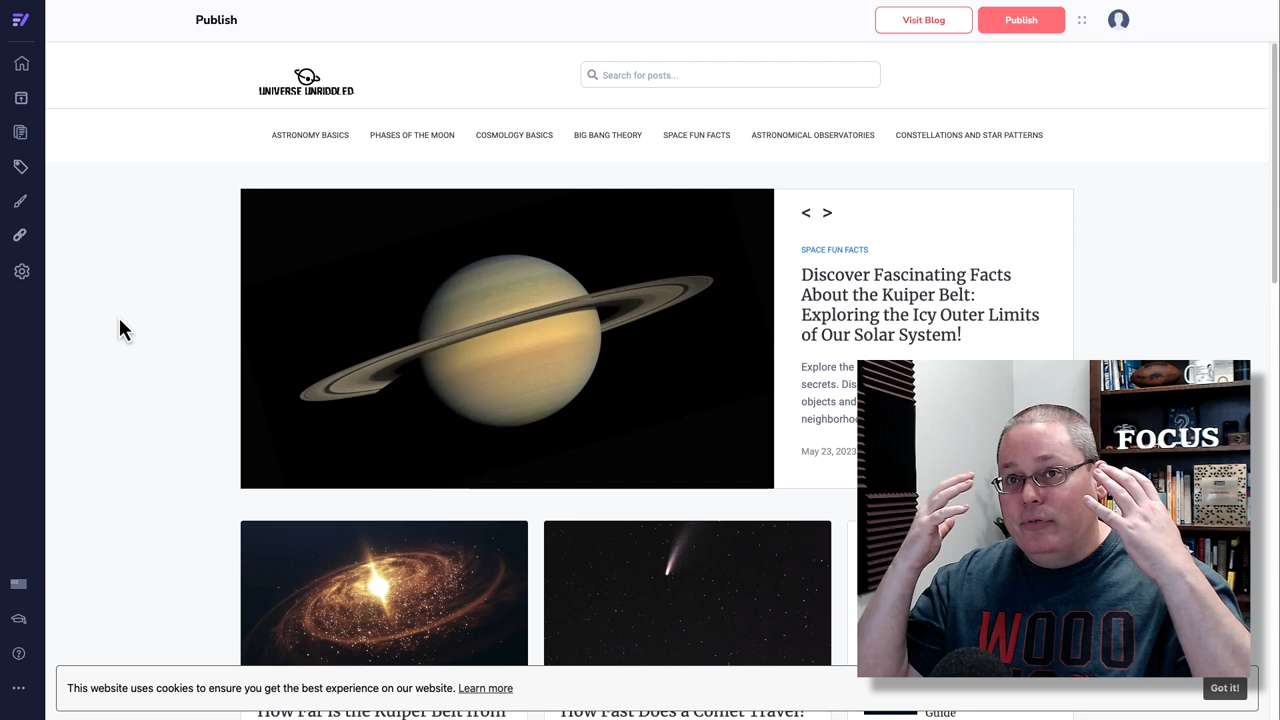 Publish
Visit Blog
Publish
UNIVERSE UNRIDDLED
Search for posts...
ASTRONOMY BASICS
PHASES OF THE MOON
COSMOLOGY BASICS
BIG BANG THEORY
SPACE FUN FACTS
ASTRONOMICAL OBSERVATORIES
CONSTELLATIONS AND STAR PATTERNS
< >
SPACE FUN FACTS
Discover Fascinating Facts
About the Kuiper Belt:
Exploring the Icy Outer Limits
of Our Solar System!
Explore the
secrets. Dis
objects and
neighborhoo
May 23, 2023
FOCUS
WOO
This website uses cookies to ensure you get the best experience on our website. Learn more
Got it!
How Far is the Kuiper Belt from
How Fast Does a Comet Travel?
Guide